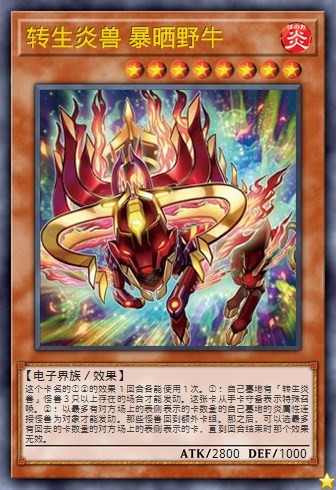 转生炎兽 暴晒野牛
炎
【电子界族/效果】
这个卡名的①②的效果1回合各能使用1次。①:自己墓地有「转生炎
兽」怪兽3只以上存在的场合才能发动。这张卡从手卡守备表示特殊召
唤。②:以最多有对方场上的表侧表示的卡数量的自己墓地的炎属性连
接怪兽为对象才能发动。那些怪兽回到额外卡组。那之后,可以选最多
有回去的卡数量的对方场上的表侧表示的卡,直到回合结束时那个效果
无效。
ATK/2800 DEF/1000